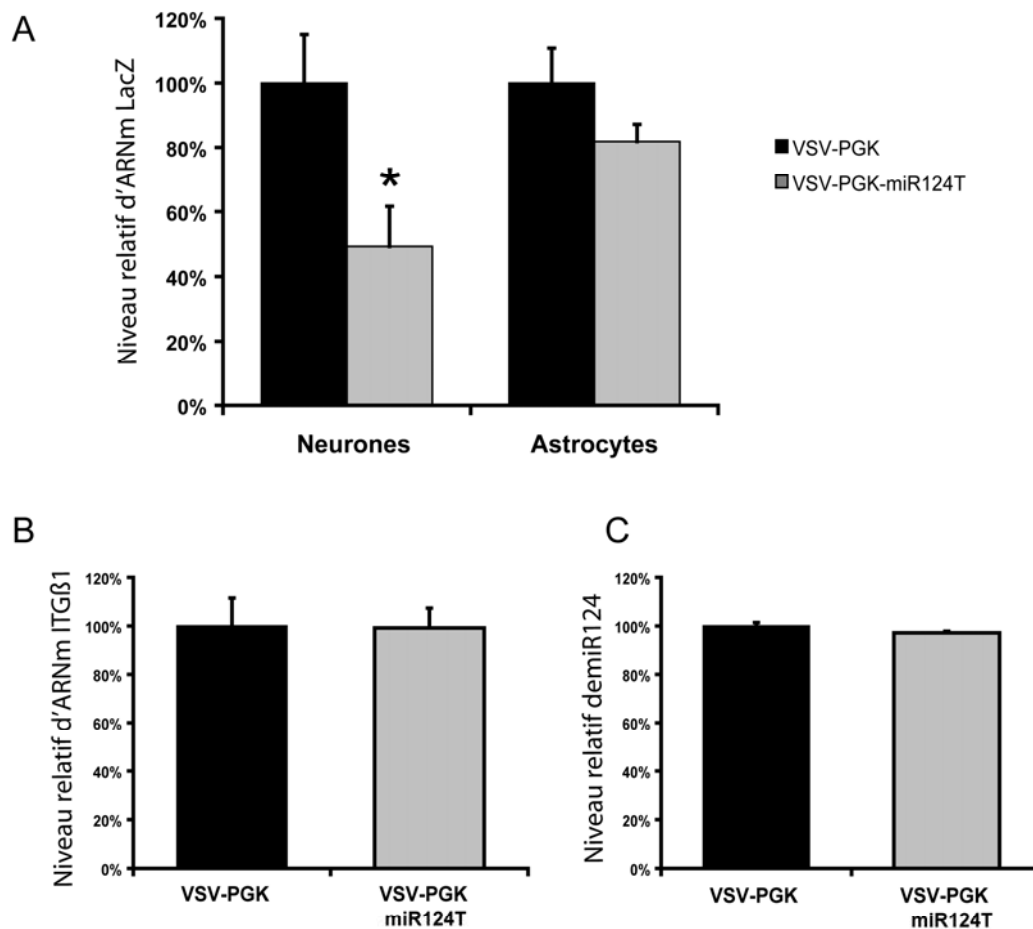 A
Niveau relatif d'ARNm LacZ
120%
100%
80%
60%
40%
20%
0%
*
Neurones
Astrocytes
VSV-PGK
VSV-PGK-miR124T
B
Niveau relatif d'ARNm ITGß1
120%
100%
80%
60%
40%
20%
0%
VSV-PGK
VSV-PGK
miR124T
C
Niveau relatif demiR124
120%
100%
80%
60%
40%
20%
0%
VSV-PGK
VSV-PGK
miR124T